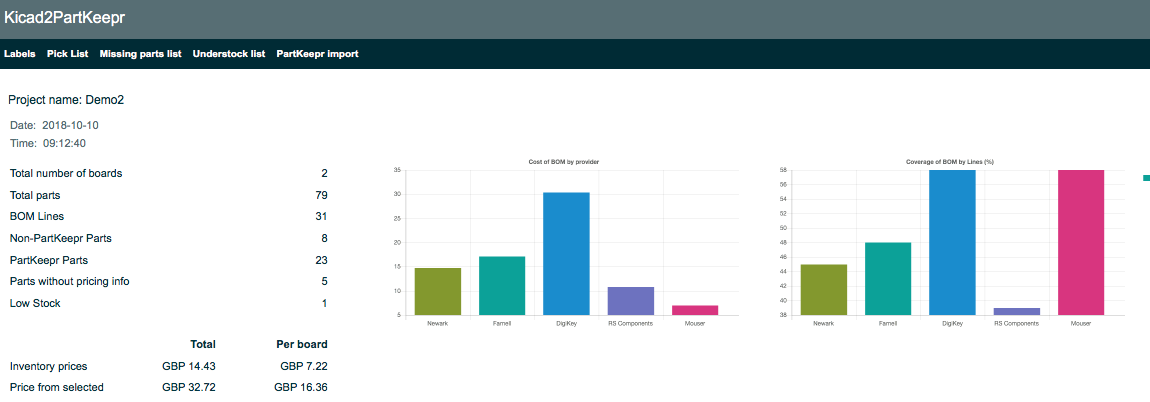 Kicad2PartKeepr
Labels Pick List Missing parts list Understock list PartKeepr import
Project name: Demo2
Date: 2018-10-10
Time: 09:12:40
Total number of boards 2
Total parts 79
BOM Lines 31
Non-PartKeepr Parts 8
PartKeepr Parts 23
Parts without pricing info 5
Low Stock 1
Total Per board
Inventory prices GBP 14.43 GBP 7.22
Price from selected GBP 32.72 GBP 16.36
Cost of BOM by provider
35
30
25
20
15
10
5
Newark Farnell DigiKey RS Components Mouser
Coverage of BOM by Lines (%)
58
56
54
52
50
48
46
44
42
40
38
Newark Farnell DigiKey RS Components Mouser